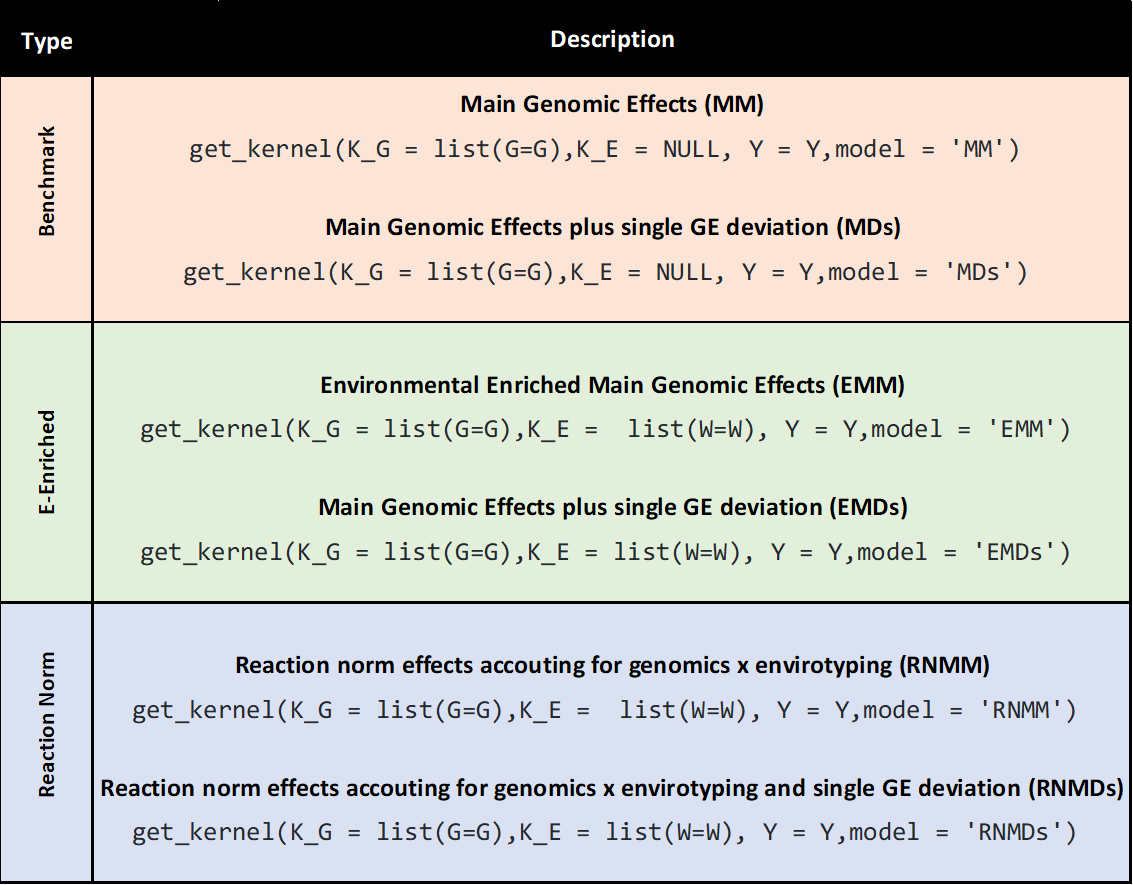 Type Description
Benchmark
Main Genomic Effects (MM)
get_kernel(K_G = list(G=G),K_E = NULL, Y = Y,model = 'MM')
Main Genomic Effects plus single GE deviation (MDs)
get_kernel(K_G = list(G=G),K_E = NULL, Y = Y,model = 'MDs')
E-Enriched
Environmental Enriched Main Genomic Effects (EMM)
get_kernel(K_G = list(G=G),K_E =  list(W=W), Y = Y,model = 'EMM')
Main Genomic Effects plus single GE deviation (EMDs)
get_kernel(K_G = list(G=G),K_E = list(W=W), Y = Y,model = 'EMDs')
Reaction Norm
Reaction norm effects accouting for genomics x envirotyping (RNMM)
get_kernel(K_G = list(G=G),K_E =  list(W=W), Y = Y,model = 'RNMM')
Reaction norm effects accouting for genomics x envirotyping and single GE deviation (RNMDs)
get_kernel(K_G = list(G=G),K_E = list(W=W), Y = Y,model = 'RNMDs')